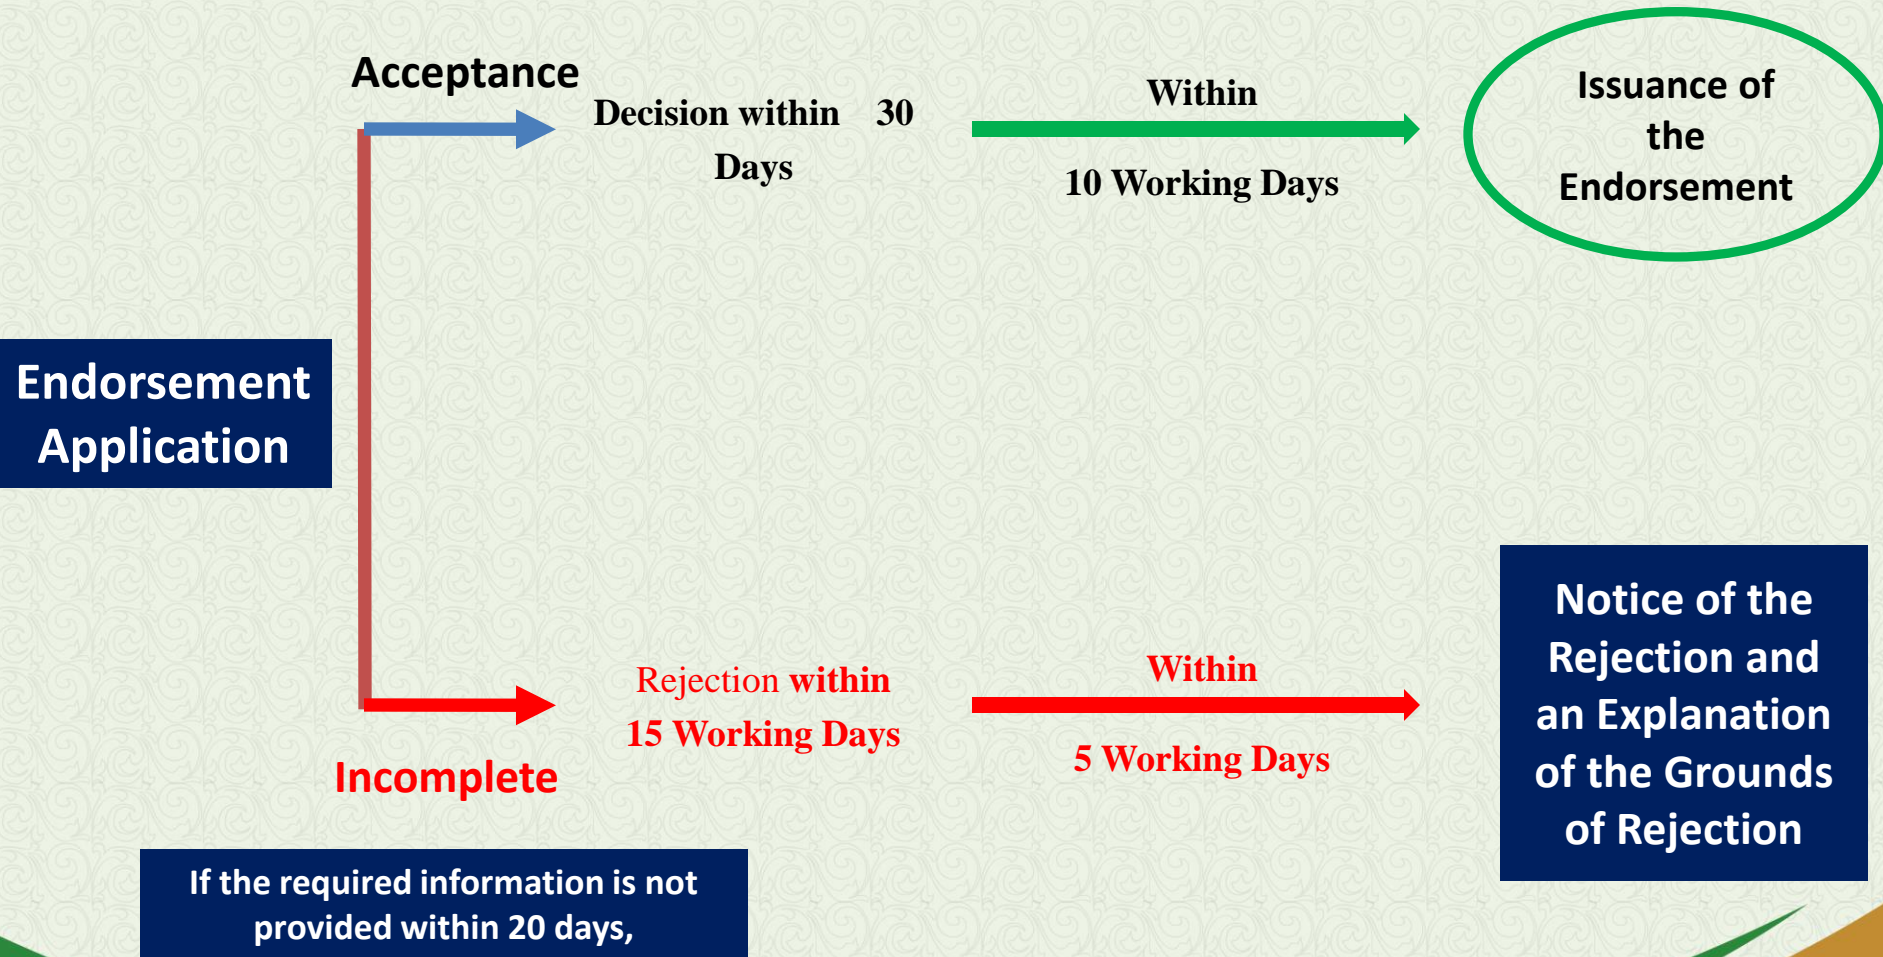 Acceptance
Decision within 30
Days
Within
10 Working Days
Issuance of
the
Endorsement
Endorsement
Application
Rejection within
15 Working Days
Incomplete
Within
5 Working Days
Notice of the
Rejection and
an Explanation
of the Grounds
of Rejection
If the required information is not
provided within 20 days,